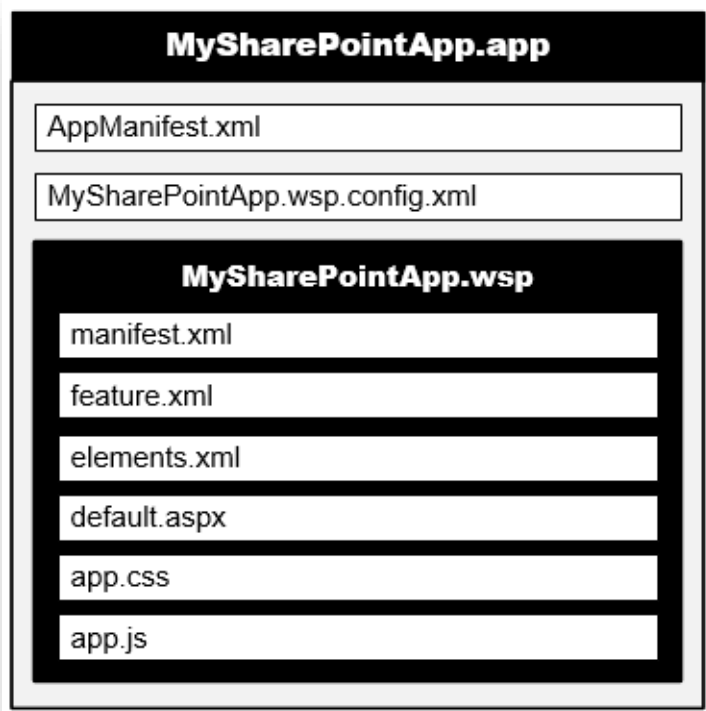 MySharePointApp.app
AppManifest.xml
MySharePointApp.wsp.config.xml
MySharePointApp.wsp
manifest.xml
feature.xml
elements.xml
default.aspx
app.css
app.js